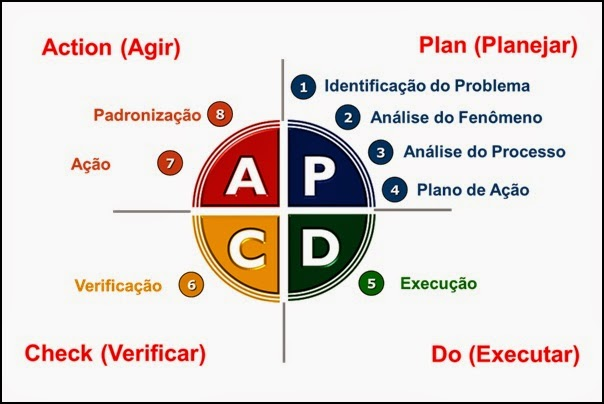 Action (Agir)
Plan (Planejar)
1 Identificação do Problema
2 Análise do Fenômeno
3 Análise do Processo
4 Plano de Ação
Padronização 8
Ação 7
A P
C D
Verificação 6
5 Execução
Check (Verificar)
Do (Executar)